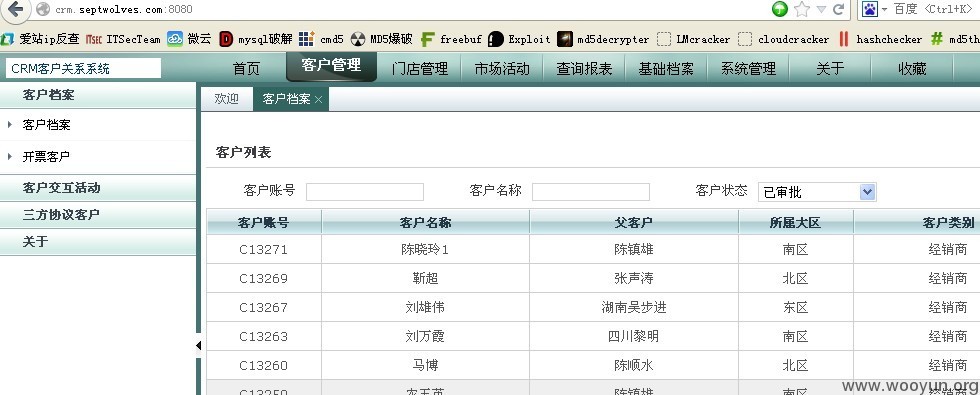 crm.septwolves.com:8080 百度 <Ctrl+K>
爱站ip反查 ITSEC ITSecTeam 微云 mysql破解 cmd5 MD5爆破 freebuf Exploit md5decrypter LMcracker cloudcracker hashchecker md5th
CRM客户关系系统 首页 客户管理 门店管理 市场活动 查询报表 基础档案 系统管理 关于 收藏
客户档案 欢迎 客户档案
客户档案
开票客户
客户交互活动
三方协议客户
关于
客户列表
客户账号 客户名称 客户状态 已审批
客户账号 客户名称 父客户 所属大区 客户类别
C13271 陈晓玲1 陈镇雄 南区 经销商
C13269 靳超 张声涛 北区 经销商
C13267 刘雄伟 湖南吴步进 东区 经销商
C13263 刘万霞 四川黎明 南区 经销商
C13260 马博 陈顺水 北区 经销商
www.wooyun.org